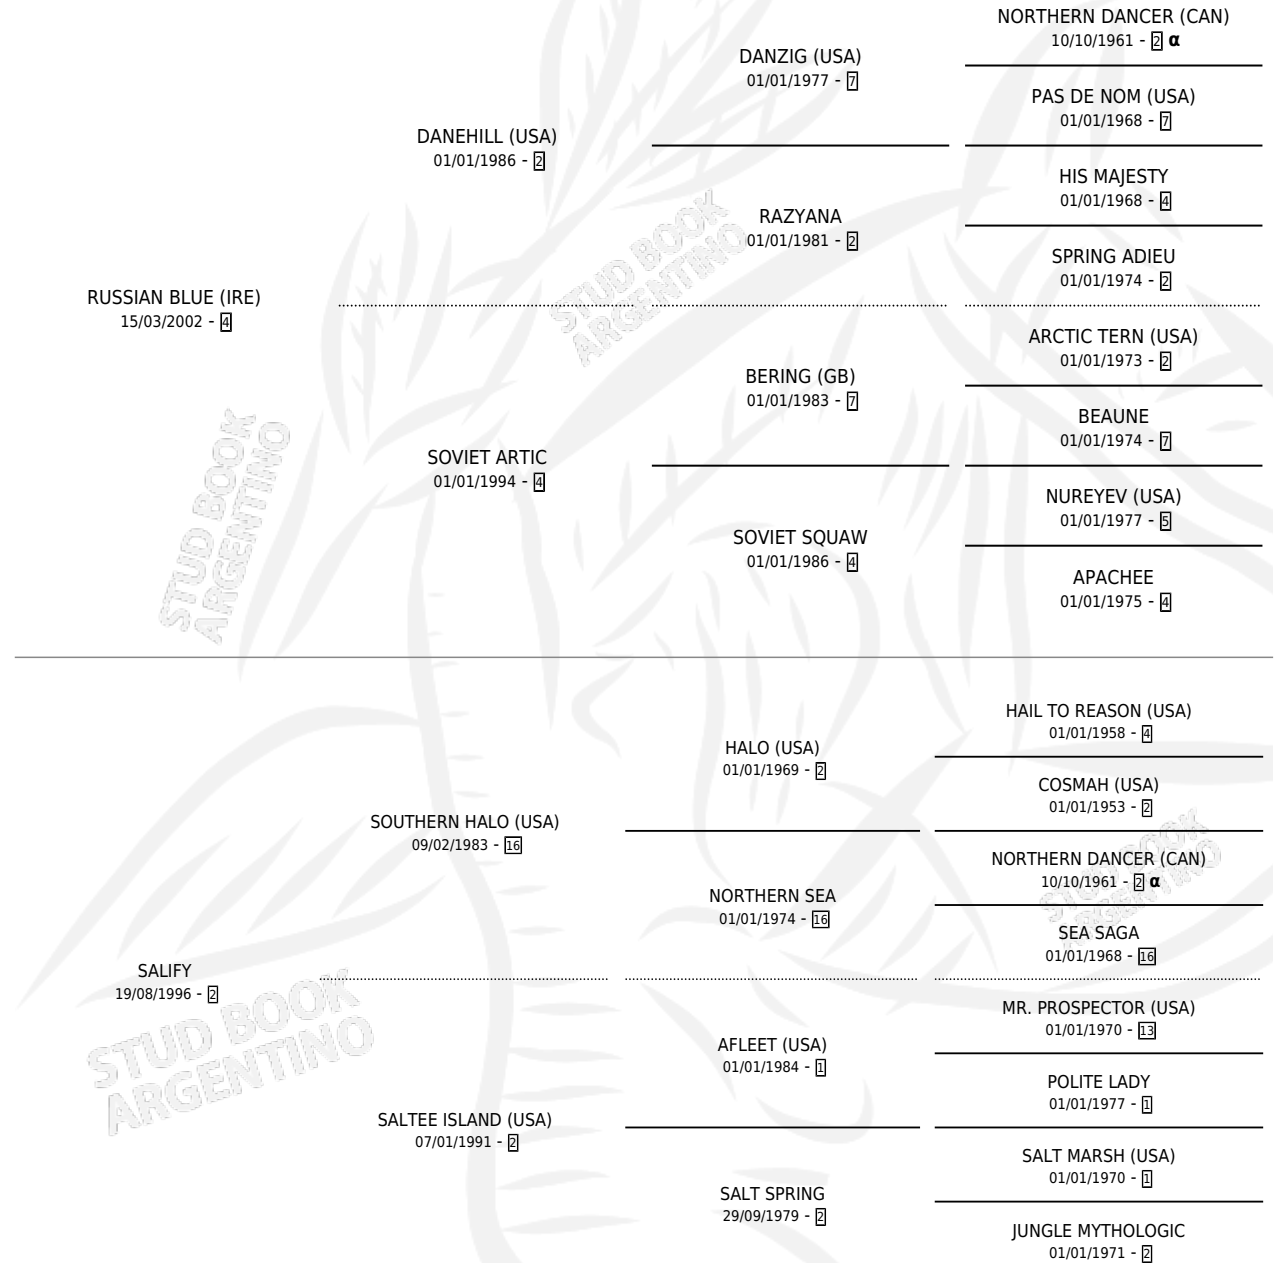 NORTHERN DANCER (CAN)
10/10/1961 - 2 α
DANZIG (USA)
01/01/1977 - 7
PAS DE NOM (USA)
01/01/1968 - 7
DANEHILL (USA)
01/01/1986 - 2
HIS MAJESTY
01/01/1968 - 4
RAZYANA
01/01/1981 - 2
SPRING ADIEU
01/01/1974 - 2
RUSSIAN BLUE (IRE)
15/03/2002 - 4
ARCTIC TERN (USA)
01/01/1973 - 2
BERING (GB)
01/01/1983 - 7
BEAUNE
01/01/1974 - 7
SOVIET ARTIC
01/01/1994 - 4
NUREYEV (USA)
01/01/1977 - 5
SOVIET SQUAW
01/01/1986 - 4
APACHEE
01/01/1975 - 4
HAIL TO REASON (USA)
01/01/1958 - 4
HALO (USA)
01/01/1969 - 2
COSMAH (USA)
01/01/1953 - 2
SOUTHERN HALO (USA)
09/02/1983 - 16
NORTHERN DANCER (CAN)
10/10/1961 - 2 α
NORTHERN SEA
01/01/1974 - 16
SEA SAGA
01/01/1968 - 16
SALIFY
19/08/1996 - 2
MR. PROSPECTOR (USA)
01/01/1970 - 13
AFLEET (USA)
01/01/1984 - 1
POLITE LADY
01/01/1977 - 1
SALTEE ISLAND (USA)
07/01/1991 - 2
SALT MARSH (USA)
01/01/1970 - 1
SALT SPRING
29/09/1979 - 2
JUNGLE MYTHOLOGIC
01/01/1971 - 2
STUD BOOK
ARGENTINO
STUD BOOK
ARGENTINO
STUD BOOK
ARGENTINO
STUD BOOK
ARGENTINO